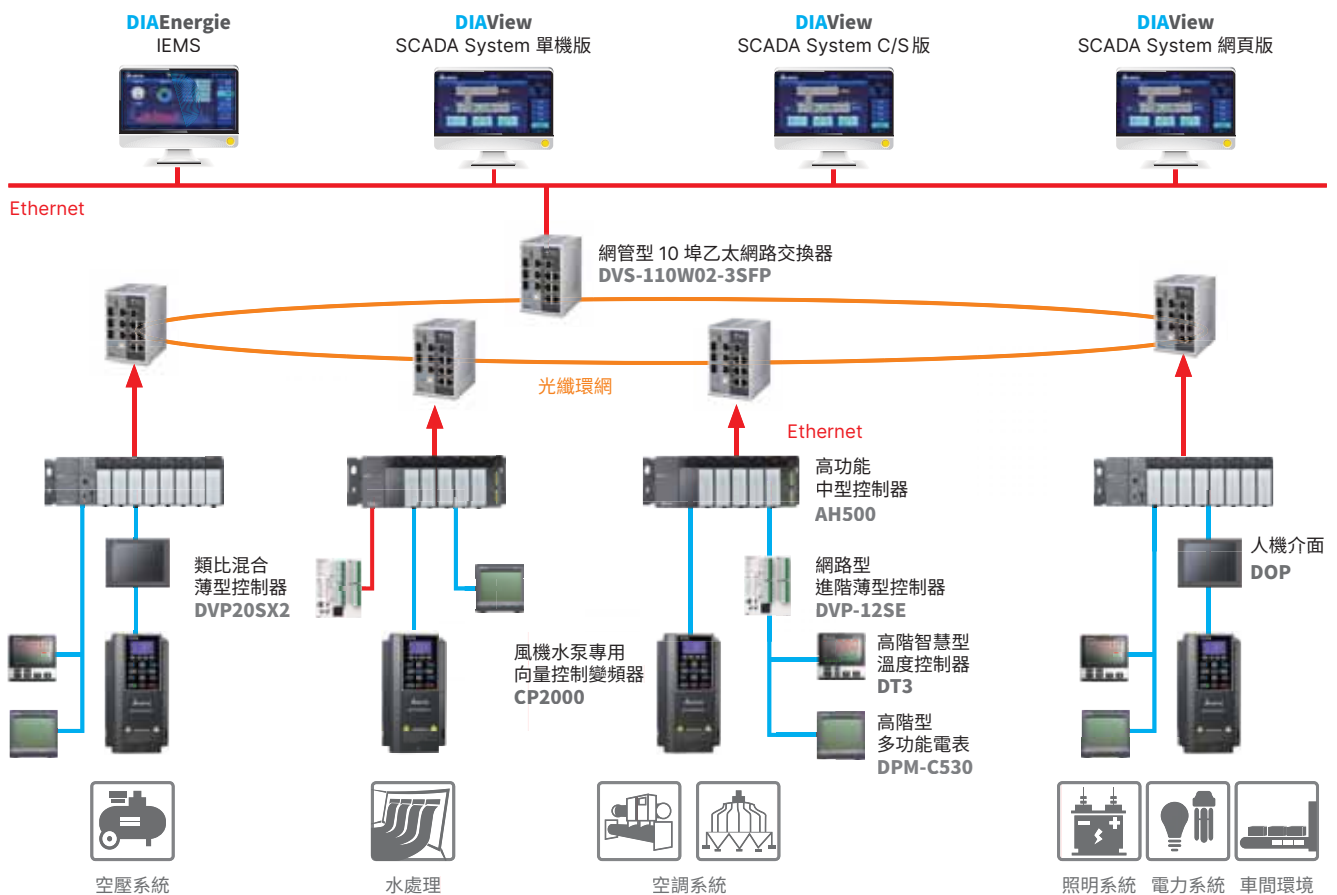 DIAEnergie
IEMS
DIAView
SCADA System 單機版
DIAView
SCADA System C/S版
DIAView
SCADA System 網頁版
Ethernet
網管型 10 埠乙太網路交換器
DVS-110W02-3SFP
光纖環網
Ethernet
高功能
中型控制器
AH500
類比混合
薄型控制器
DVP20SX2
網路型
進階薄型控制器
DVP-12SE
人機介面
DOP
風機水泵專用
向量控制變頻器
CP2000
高階智慧型
溫度控制器
DT3
高階型
多功能電表
DPM-C530
空壓系統
水處理
空調系統
照明系統
電力系統
車間環境